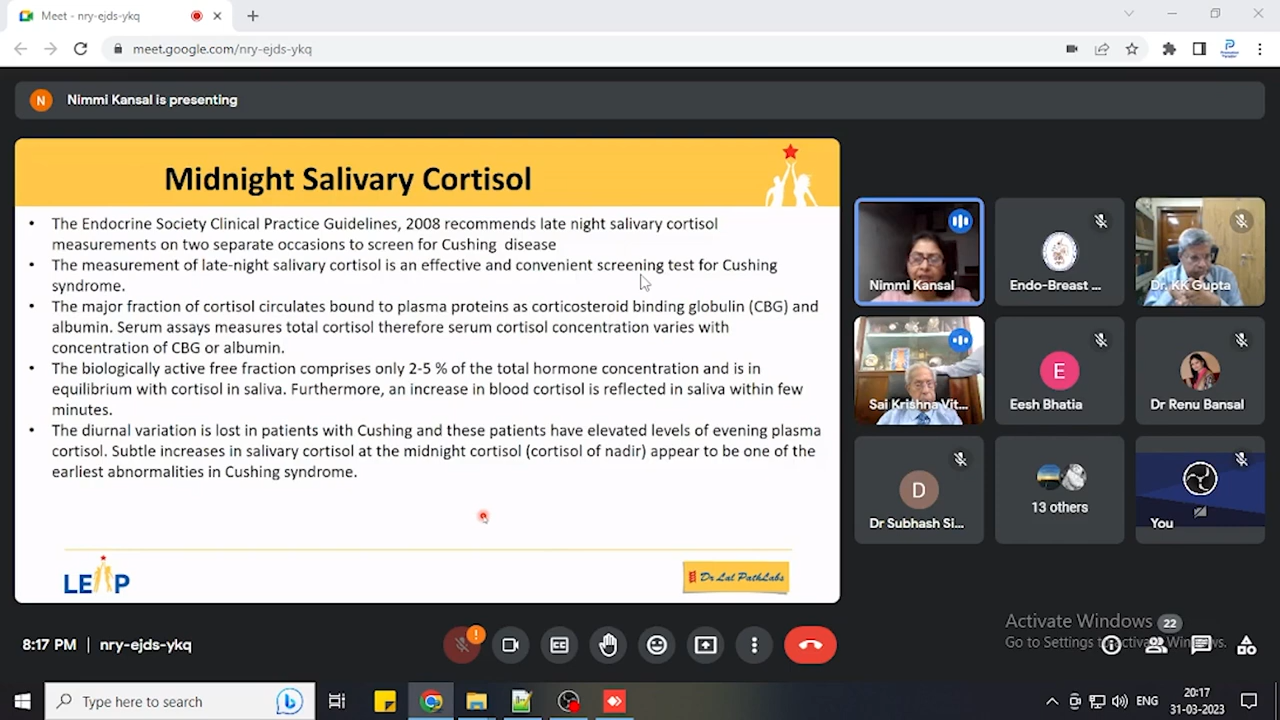 Meet - nry-ejds-ykq
meet.google.com/nry-ejds-ykq
N
Nimmi Kansal is presenting
Midnight Salivary Cortisol
• The Endocrine Society Clinical Practice Guidelines, 2008 recommends late night salivary cortisol
measurements on two separate occasions to screen for Cushing disease
• The measurement of late-night salivary cortisol is an effective and convenient screening test for Cushing
syndrome.
• The major fraction of cortisol circulates bound to plasma proteins as corticosteroid binding globulin (CBG) and
albumin. Serum assays measures total cortisol therefore serum cortisol concentration varies with
concentration of CBG or albumin.
• The biologically active free fraction comprises only 2-5 % of the total hormone concentration and is in
equilibrium with cortisol in saliva. Furthermore, an increase in blood cortisol is reflected in saliva within few
minutes.
• The diurnal variation is lost in patients with Cushing and these patients have elevated levels of evening plasma
cortisol. Subtle increases in salivary cortisol at the midnight cortisol (cortisol of nadir) appear to be one of the
earliest abnormalities in Cushing syndrome.
LEAP
Dr Lal PathLabs
Nimmi Kansal
Endo-Breast ...
Dr. KK Gupta
Sai Krishna Vit...
E
Eesh Bhatia
Dr Renu Bansal
D
Dr Subhash Si...
13 others
You
Activate Windows
Go to Settings to activate Windows.
22
8:17 PM | nry-ejds-ykq
Type here to search
ENG
20:17
31-03-2023